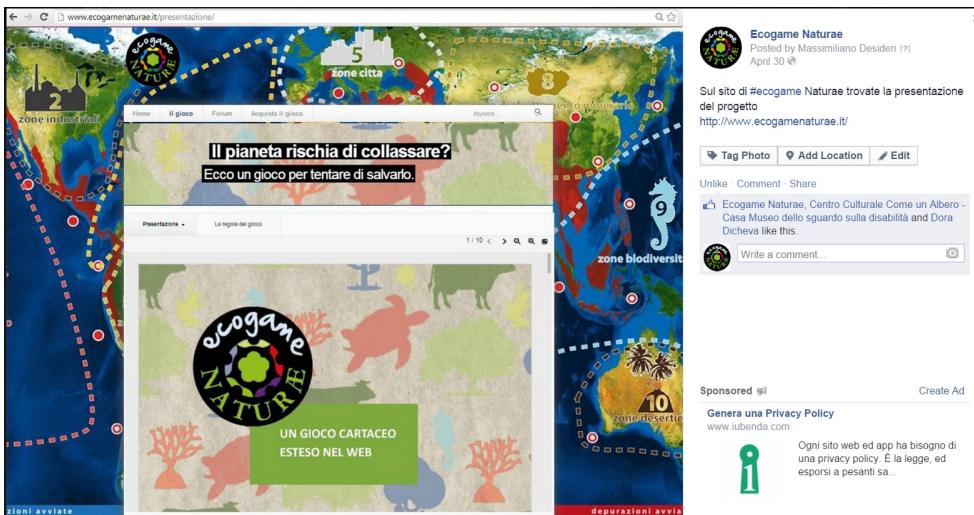 www.ecogamenaturae.it/presentazione/
ecogame
NATURÆ
2
zone industriali
5
zone città
8
Home
Il gioco
Forum
Acquista il gioco
keyword...
Il pianeta rischia di collassare?
Ecco un gioco per tentare di salvarlo.
Presentazione
Le regole del gioco
1 / 10
9
zone biodiversit
ecogame
NATURÆ
UN GIOCO CARTACEO
ESTESO NEL WEB
10
zone desertic
zioni avviate
depurazioni avvia
Ecogame Naturae
Posted by Massimiliano Desideri [?]
April 30
Sul sito di #ecogame Naturae trovate la presentazione
del progetto
http://www.ecogamenaturae.it/
Tag Photo
Add Location
Edit
Unlike · Comment · Share
Ecogame Naturae, Centro Culturale Come un Albero -
Casa Museo dello sguardo sulla disabilità and Dora
Dicheva like this.
Write a comment...
Sponsored
Create Ad
Genera una Privacy Policy
www.iubenda.com
Ogni sito web ed app ha bisogno di
una privacy policy. È la legge, ed
esporsi a pesanti sa...